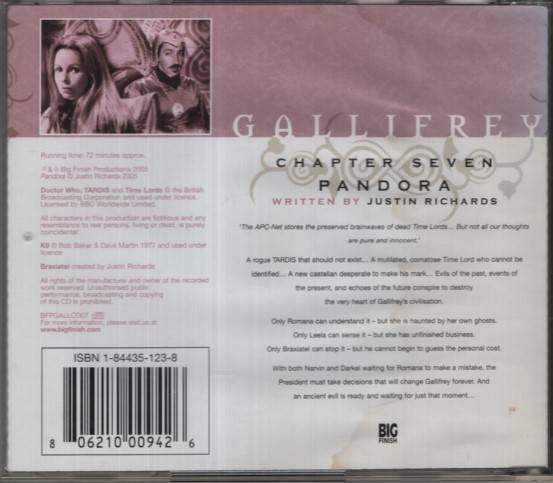 GALLIFREY
CHAPTER SEVEN
PANDORA
WRITTEN BY JUSTIN RICHARDS
'The APC-Net stores the preserved brainwaves of dead Time Lords... But not all our thoughts
are pure and innocent.'
A rogue TARDIS that should not exist... A mutilated, comatose Time Lord who cannot be
identified... A new castellan desperate to make his mark... Evils of the past, events of
the present, and echoes of the future conspire to destroy
the very heart of Gallifrey's civilisation.
Only Romana can understand it – but she is haunted by her own ghosts.
Only Leela can sense it – but she has unfinished business.
Only Braxiatel can stop it – but he cannot begin to guess the personal cost.
With both Narvin and Darkel waiting for Romana to make a mistake, the
President must take decisions that will change Gallifrey forever. And
an ancient evil is ready and waiting for just that moment...
BIG
FINISH
Running time: 72 minutes approx.
℗ & © Big Finish Productions 2005
Pandora © Justin Richards 2005
Doctor Who, TARDIS and Time Lords © the British
Broadcasting Corporation and used under licence.
Licensed by BBC Worldwide Limited.
All characters in this production are fictitious and any
resemblance to real persons, living or dead, is purely
coincidental.
K9 © Bob Baker & Dave Martin 1977 and used under
licence
Braxiatel created by Justin Richards
All rights of the manufacturer and owner of the recorded
work reserved. Unauthorised public
performance, broadcasting and copying
of this CD is prohibited.
BFPGALLCD07
For more information, please visit us at:
www.bigfinish.com
ISBN 1-84435-123-8
8 06210 00942 6